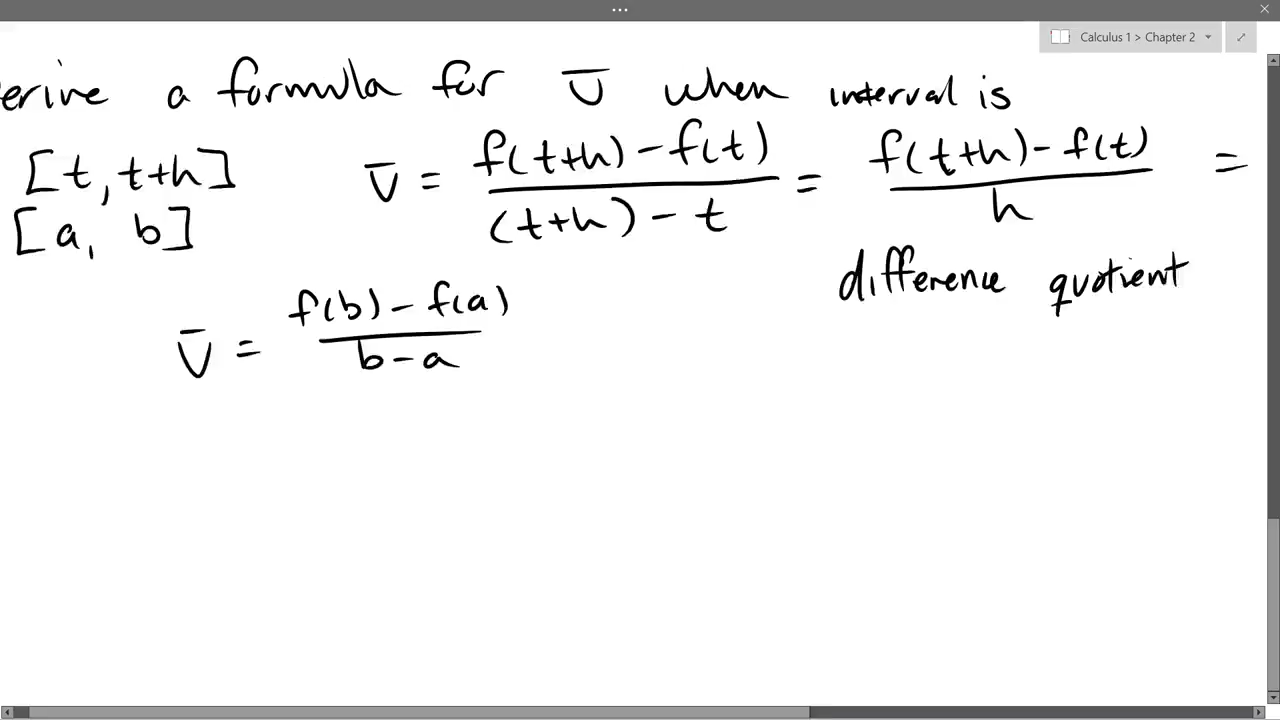 Calculus 1 > Chapter 2
erive a formula for v̅ when interval is
[t, t+h] v̅ = f(t+h) - f(t) / (t+h) - t = f(t+h) - f(t) / h =
[a, b]
difference quotient
v̅ = f(b) - f(a) / b - a